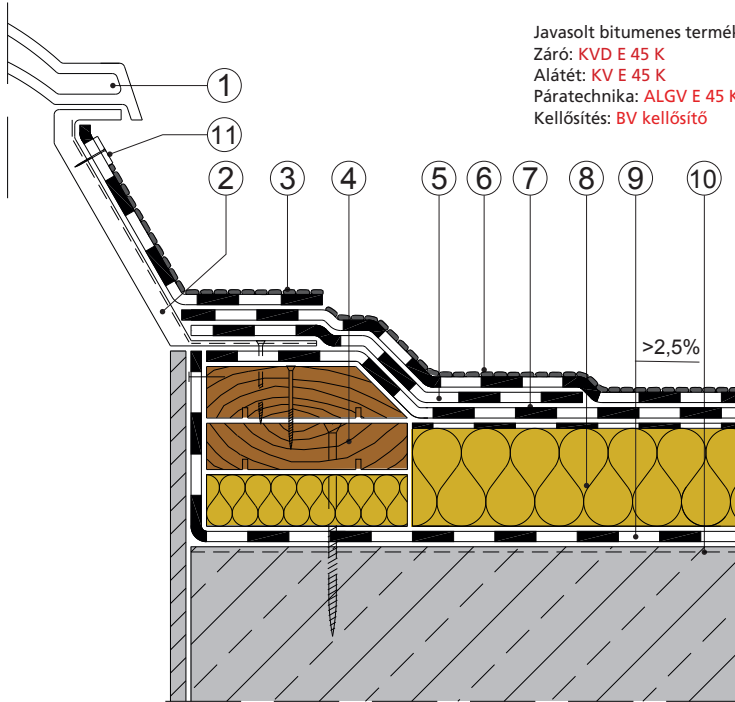 Javasolt bitumenes termék
Záró: KVD E 45 K
Alátét: KV E 45 K
Páratechnika: ALGV E 45 K
Kellősítés: BV kellősítő
1
11
2 3 4 5 6 7 8 9 10
>2,5%